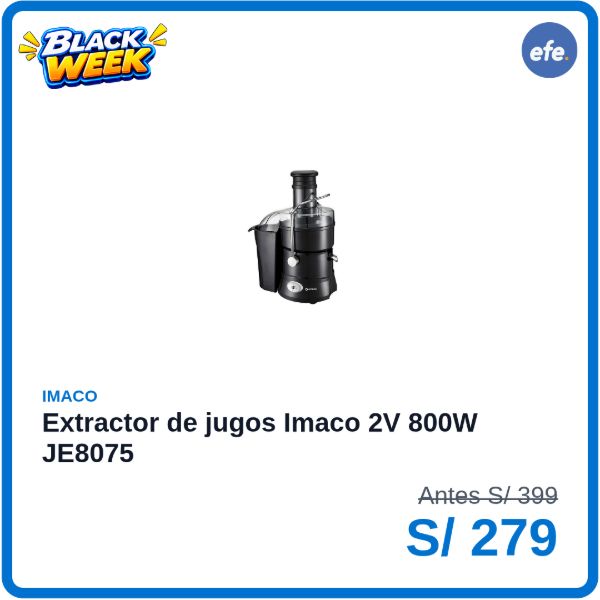 BLACK
WEEK
efe.
IMACO
Extractor de jugos Imaco 2V 800W
JE8075
Antes S/ 399
S/ 279